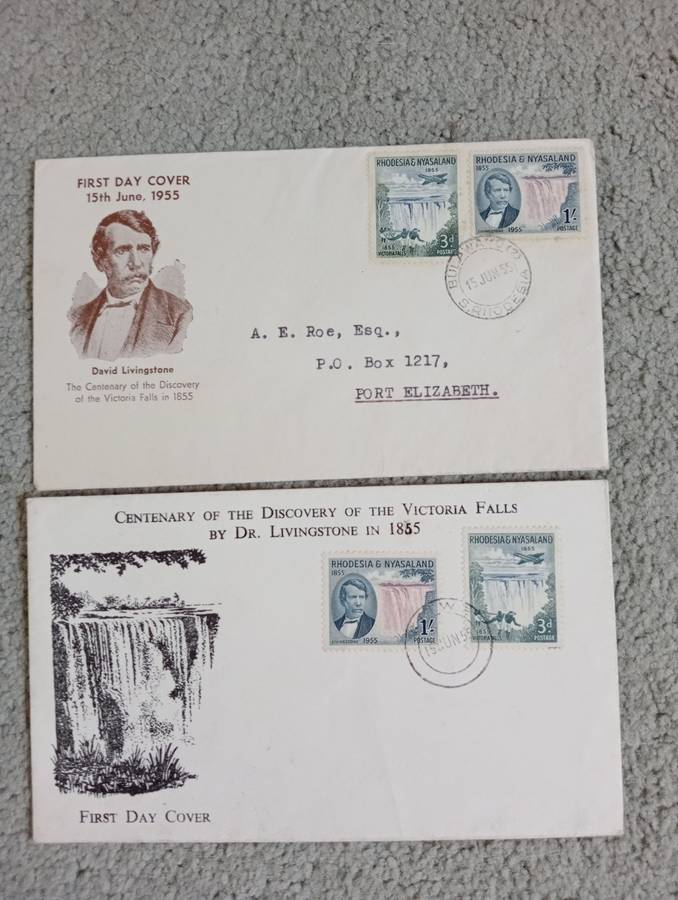 FIRST DAY COVER
15th June, 1955
David Livingstone
The Centenary of the Discovery
of the Victoria Falls in 1855
RHODESIA & NYASALAND
1855
1955
VICTORIA FALLS
3d
POSTAGE
RHODESIA & NYASALAND
1855
LIVINGSTONE
1955
1/-
POSTAGE
BULAWAYO
15 JUN 55
S. RHODESIA
A. E. Roe, Esq.,
P.O. Box 1217,
PORT ELIZABETH.
CENTENARY OF THE DISCOVERY OF THE VICTORIA FALLS
BY DR. LIVINGSTONE IN 1855
FIRST DAY COVER
RHODESIA & NYASALAND
1855
LIVINGSTONE
1955
1/-
POSTAGE
RHODESIA & NYASALAND
1855
3d
POSTAGE
15 JUN 55